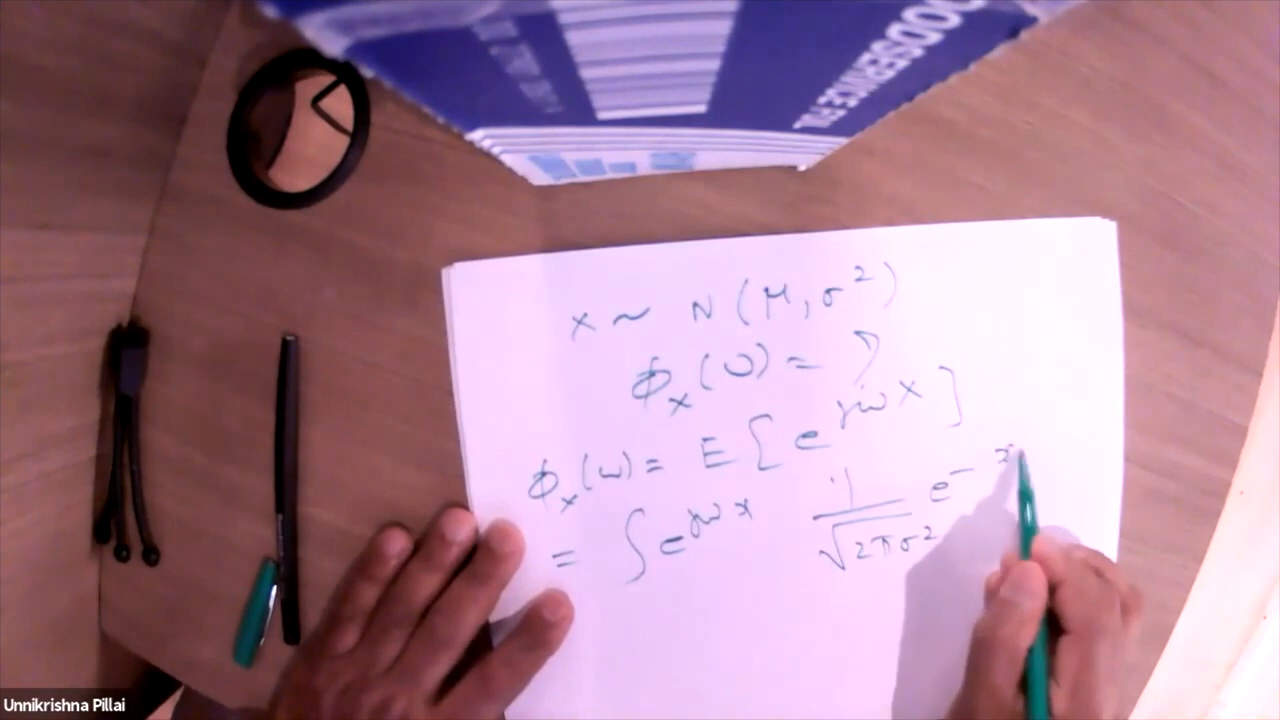 x ~ N(μ, σ²)
Φₓ(ω) = ?
Φₓ(ω) = E[e^{jωx}]
= ∫ e^{jωx} 1/√(2πσ²) e^{-x
Unnikrishna Pillai